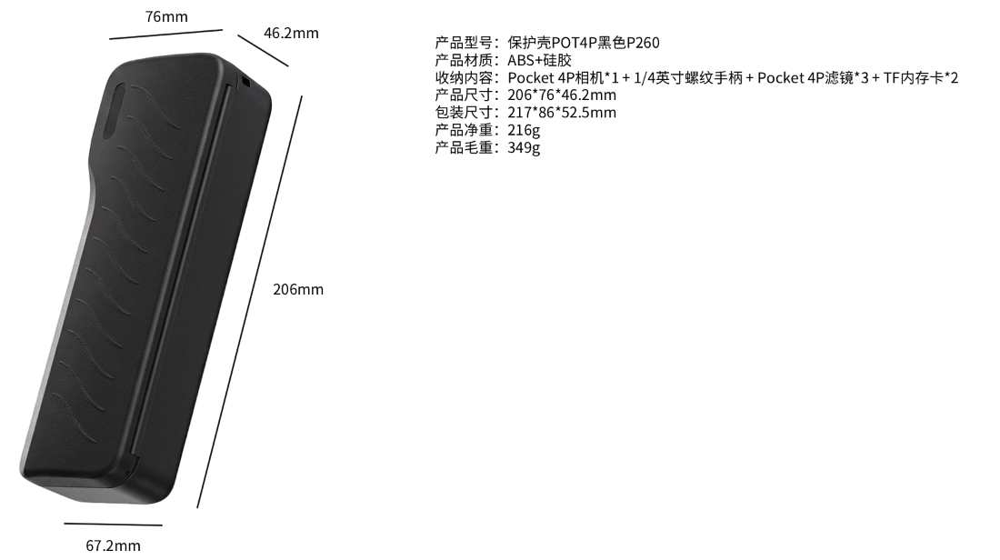 76mm
46.2mm
产品型号：保护壳POT4P黑色P260
产品材质：ABS+硅胶
收纳内容：Pocket 4P相机*1 + 1/4英寸螺纹手柄 + Pocket 4P滤镜*3 + TF内存卡*2
产品尺寸：206*76*46.2mm
包装尺寸：217*86*52.5mm
产品净重：216g
产品毛重：349g
206mm
67.2mm